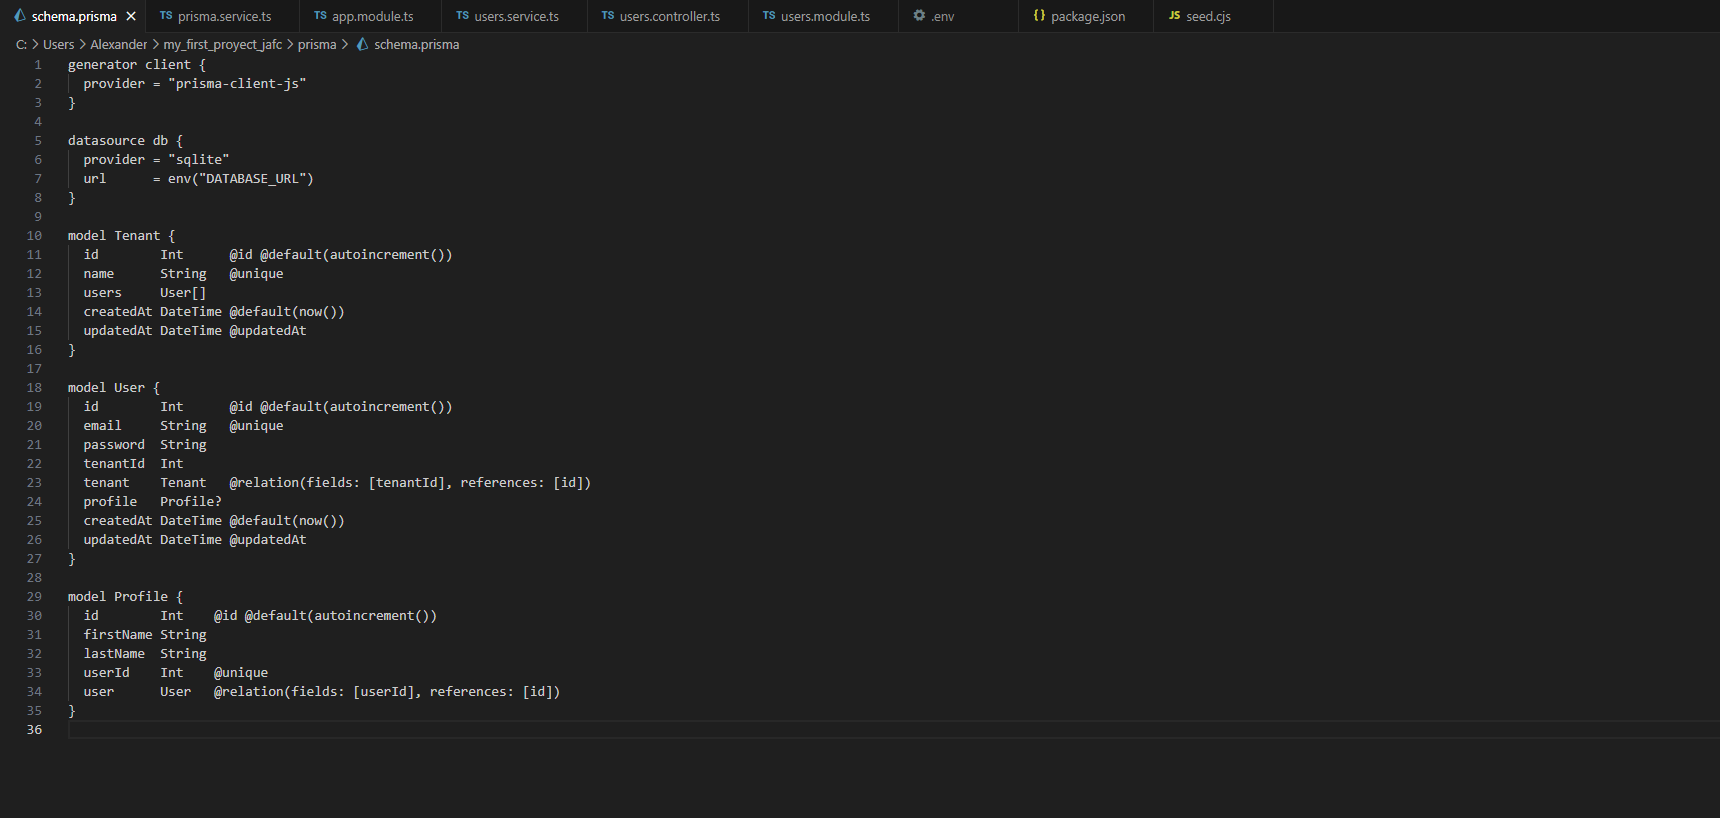 schema.prisma TS prisma.service.ts TS app.module.ts TS users.service.ts TS users.controller.ts TS users.module.ts .env {} package.json JS seed.cjs
C: > Users > Alexander > my_first_proyect_jafc > prisma > schema.prisma
1 generator client {
2   provider = "prisma-client-js"
3 }
4
5 datasource db {
6   provider = "sqlite"
7   url      = env("DATABASE_URL")
8 }
9
10 model Tenant {
11   id        Int      @id @default(autoincrement())
12   name      String   @unique
13   users     User[]
14   createdAt DateTime @default(now())
15   updatedAt DateTime @updatedAt
16 }
17
18 model User {
19   id        Int      @id @default(autoincrement())
20   email     String   @unique
21   password  String
22   tenantId  Int
23   tenant    Tenant   @relation(fields: [tenantId], references: [id])
24   profile   Profile?
25   createdAt DateTime @default(now())
26   updatedAt DateTime @updatedAt
27 }
28
29 model Profile {
30   id        Int    @id @default(autoincrement())
31   firstName String
32   lastName  String
33   userId    Int    @unique
34   user      User   @relation(fields: [userId], references: [id])
35 }
36